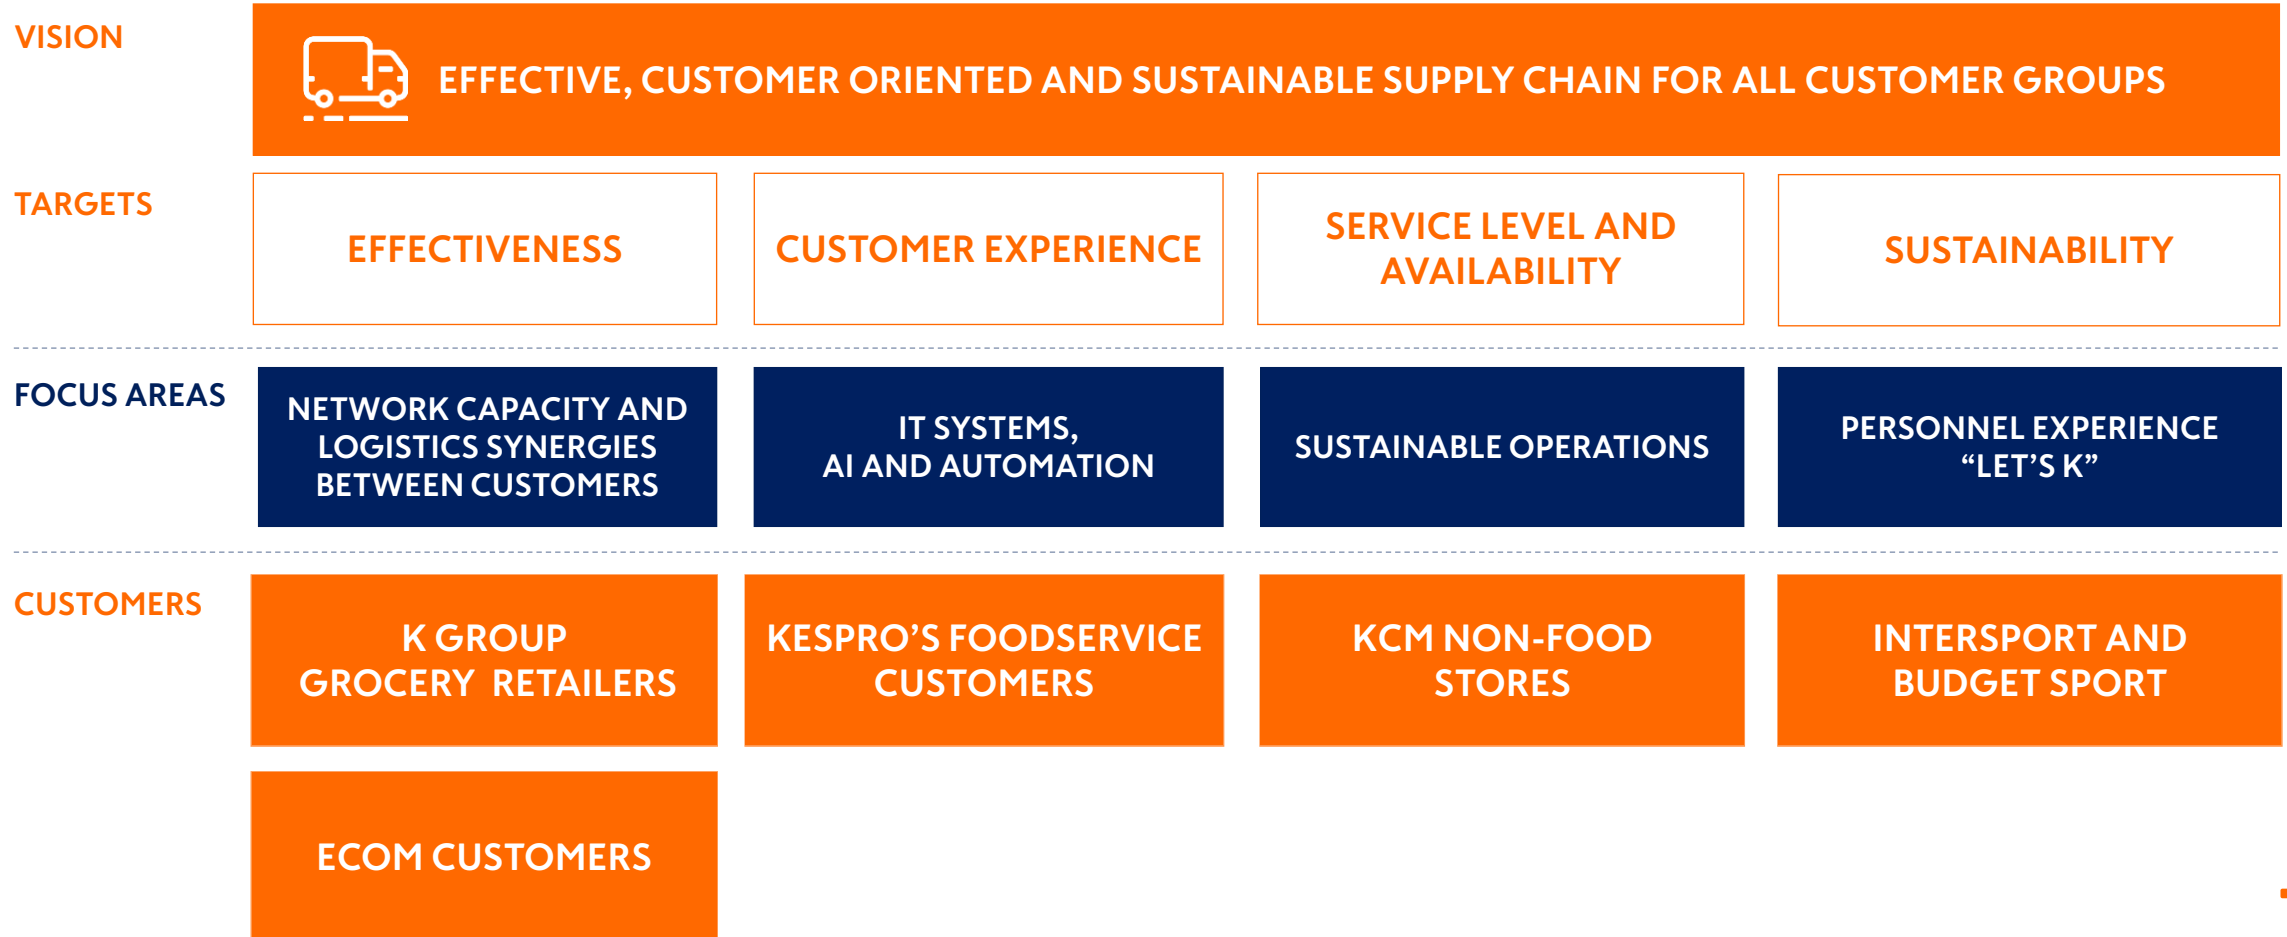 VISION
EFFECTIVE, CUSTOMER ORIENTED AND SUSTAINABLE SUPPLY CHAIN FOR ALL CUSTOMER GROUPS
TARGETS
EFFECTIVENESS
CUSTOMER EXPERIENCE
SERVICE LEVEL AND
AVAILABILITY
SUSTAINABILITY
FOCUS AREAS
NETWORK CAPACITY AND
LOGISTICS SYNERGIES
BETWEEN CUSTOMERS
IT SYSTEMS,
AI AND AUTOMATION
SUSTAINABLE OPERATIONS
PERSONNEL EXPERIENCE
“LET’S K”
CUSTOMERS
K GROUP
GROCERY RETAILERS
KESPRO’S FOODSERVICE
CUSTOMERS
KCM NON-FOOD
STORES
INTERSPORT AND
BUDGET SPORT
ECOM CUSTOMERS